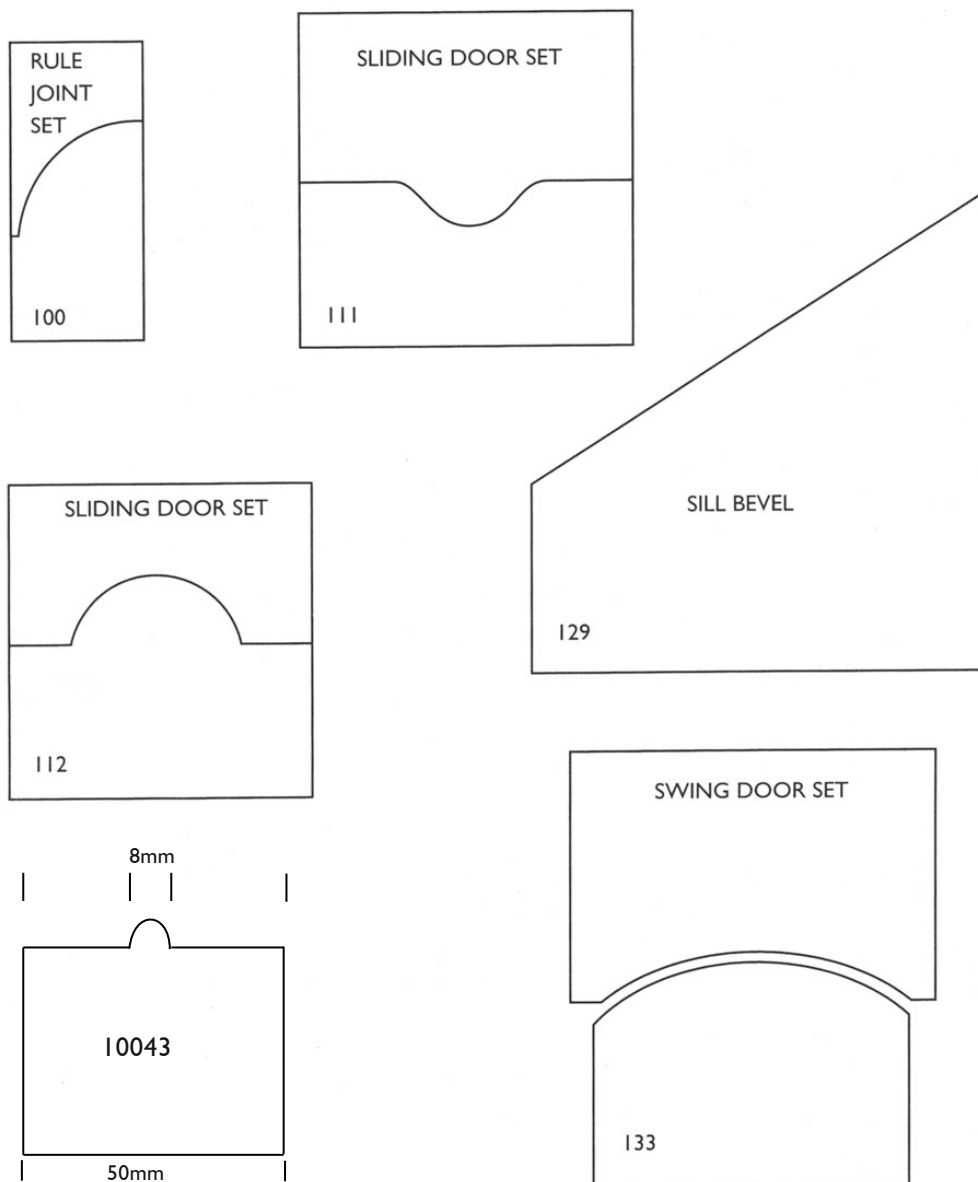 RULE
JOINT
SET
100
SLIDING DOOR SET
111
SLIDING DOOR SET
112
SILL BEVEL
129
8mm
10043
50mm
SWING DOOR SET
133